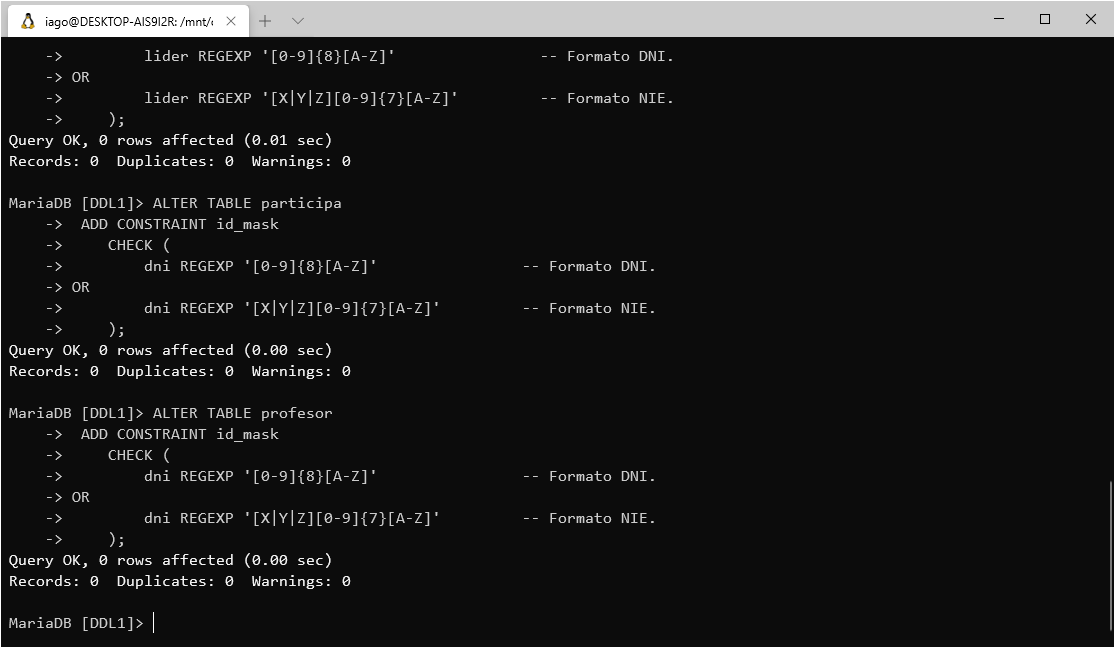 iago@DESKTOP-AIS9I2R: /mnt/c
    ->         lider REGEXP '[0-9]{8}[A-Z]'                -- Formato DNI.
    -> OR
    ->         lider REGEXP '[X|Y|Z][0-9]{7}[A-Z]'         -- Formato NIE.
    ->     );
Query OK, 0 rows affected (0.01 sec)
Records: 0  Duplicates: 0  Warnings: 0
MariaDB [DDL1]> ALTER TABLE participa
    ->  ADD CONSTRAINT id_mask
    ->     CHECK (
    ->         dni REGEXP '[0-9]{8}[A-Z]'                -- Formato DNI.
    -> OR
    ->         dni REGEXP '[X|Y|Z][0-9]{7}[A-Z]'         -- Formato NIE.
    ->     );
Query OK, 0 rows affected (0.00 sec)
Records: 0  Duplicates: 0  Warnings: 0
MariaDB [DDL1]> ALTER TABLE profesor
    ->  ADD CONSTRAINT id_mask
    ->     CHECK (
    ->         dni REGEXP '[0-9]{8}[A-Z]'                -- Formato DNI.
    -> OR
    ->         dni REGEXP '[X|Y|Z][0-9]{7}[A-Z]'         -- Formato NIE.
    ->     );
Query OK, 0 rows affected (0.00 sec)
Records: 0  Duplicates: 0  Warnings: 0
MariaDB [DDL1]>